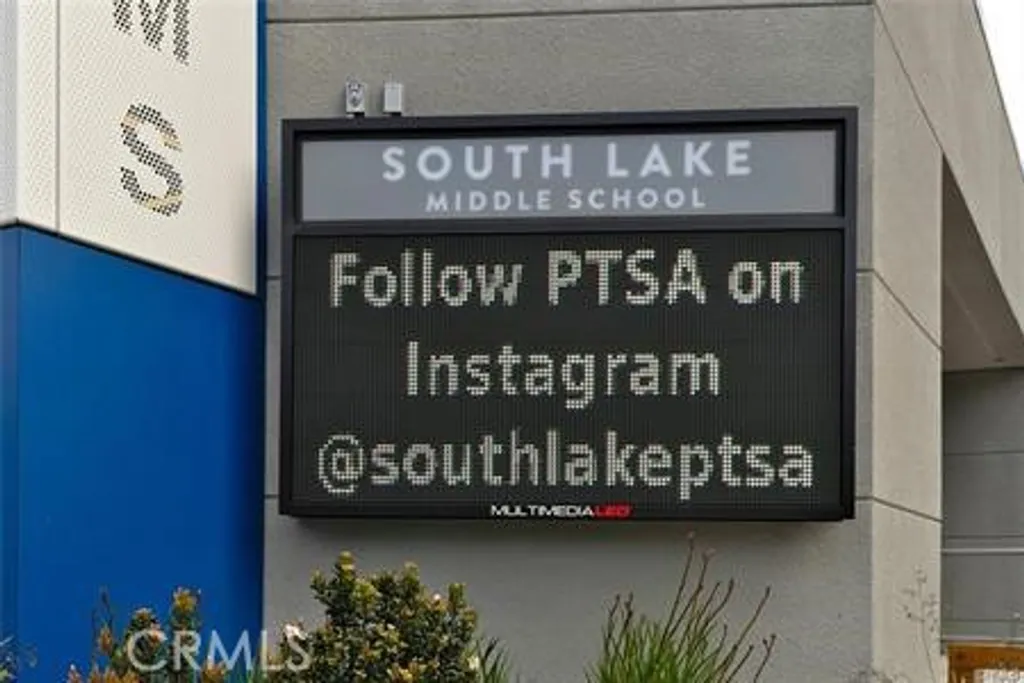 M
S
SOUTH LAKE
MIDDLE SCHOOL
Follow PTSA on
Instagram
@southlakeptsa
MULTIMEDIALED
CRMLS